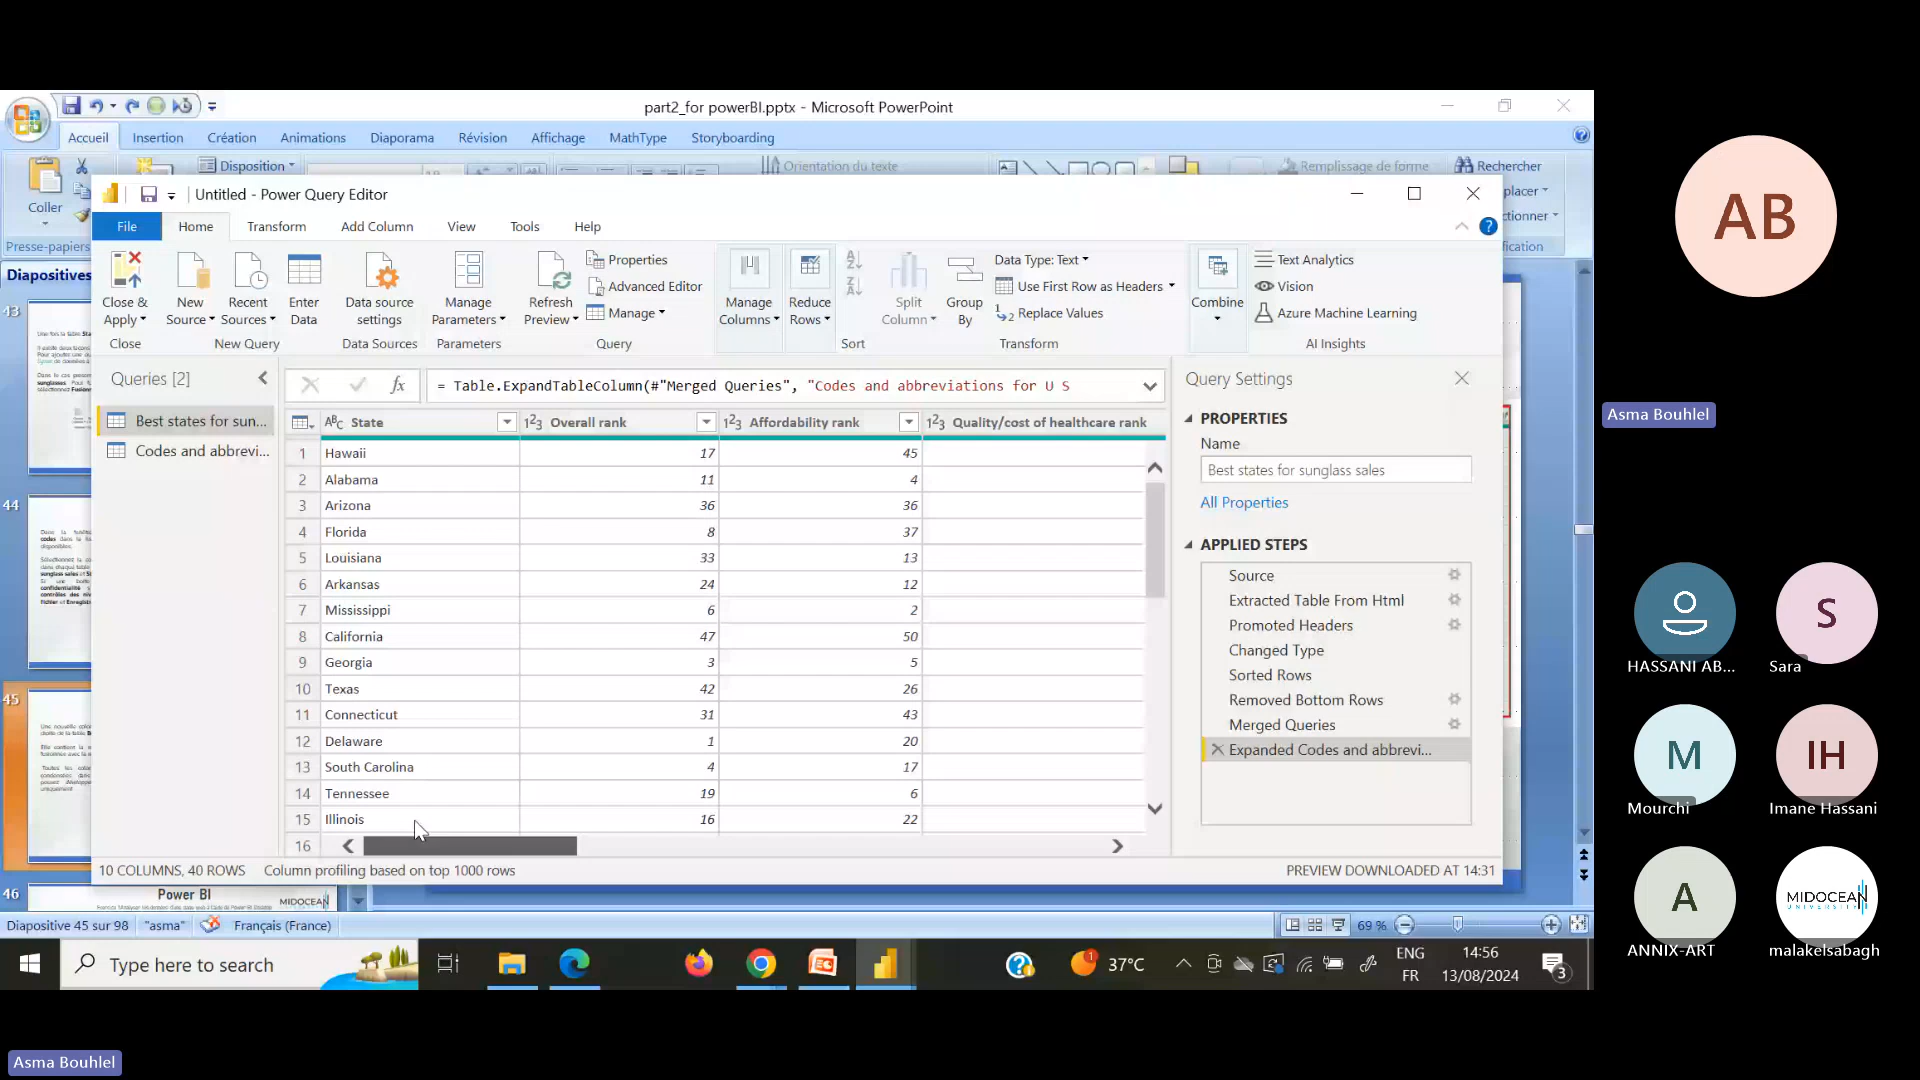 part2_for powerBI.pptx - Microsoft PowerPoint
Accueil Insertion Création Animations Diaporama Révision Affichage MathType Storyboarding
Coller
Disposition
Orientation du texte
Remplissage de forme
Rechercher
Presse-papiers
Diapositives
Untitled - Power Query Editor
File Home Transform Add Column View Tools Help
Close & Apply
New Source
Recent Sources
Enter Data
Data source settings
Manage Parameters
Refresh Preview
Properties
Advanced Editor
Manage
Manage Columns
Reduce Rows
Split Column
Group By
Data Type: Text
Use First Row as Headers
Replace Values
Combine
Text Analytics
Vision
Azure Machine Learning
Close New Query Data Sources Parameters Query Sort Transform AI Insights
Queries [2]
Best states for sun...
Codes and abbrevi...
= Table.ExpandTableColumn(#"Merged Queries", "Codes and abbreviations for U S
State Overall rank Affordability rank Quality/cost of healthcare rank
1 Hawaii 17 45
2 Alabama 11 4
3 Arizona 36 36
4 Florida 8 37
5 Louisiana 33 13
6 Arkansas 24 12
7 Mississippi 6 2
8 California 47 50
9 Georgia 3 5
10 Texas 42 26
11 Connecticut 31 43
12 Delaware 1 20
13 South Carolina 4 17
14 Tennessee 19 6
15 Illinois 16 22
16
Query Settings
PROPERTIES
Name
Best states for sunglass sales
All Properties
APPLIED STEPS
Source
Extracted Table From Html
Promoted Headers
Changed Type
Sorted Rows
Removed Bottom Rows
Merged Queries
Expanded Codes and abbrevi...
10 COLUMNS, 40 ROWS Column profiling based on top 1000 rows PREVIEW DOWNLOADED AT 14:31
43
44
45
46
Power BI
MIDOCEAN
Diapositive 45 sur 98 "asma" Français (France) 69 %
Type here to search
37°C
ENG
FR
14:56
13/08/2024
3
AB
Asma Bouhlel
HASSANI AB...
S
Sara
M
Mourchi
IH
Imane Hassani
A
ANNIX-ART
MIDOCEAN
UNIVERSITY
malakelsabagh
Asma Bouhlel